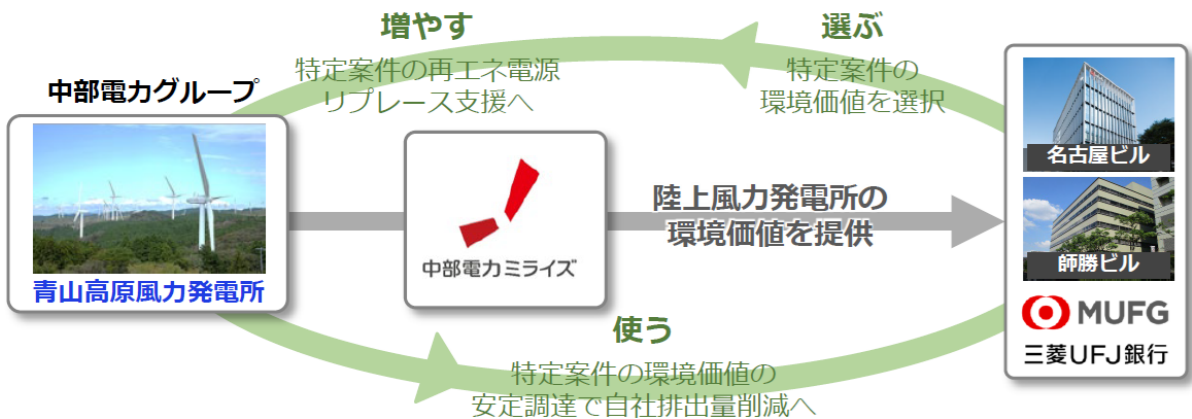 増やす
特定案件の再エネ電源
リプレース支援へ
選ぶ
特定案件の
環境価値を選択
中部電力グループ
青山高原風力発電所
中部電力ミライズ
陸上風力発電所の
環境価値を提供
名古屋ビル
師勝ビル
MUFG
三菱UFJ銀行
使う
特定案件の環境価値の
安定調達で自社排出量削減へ